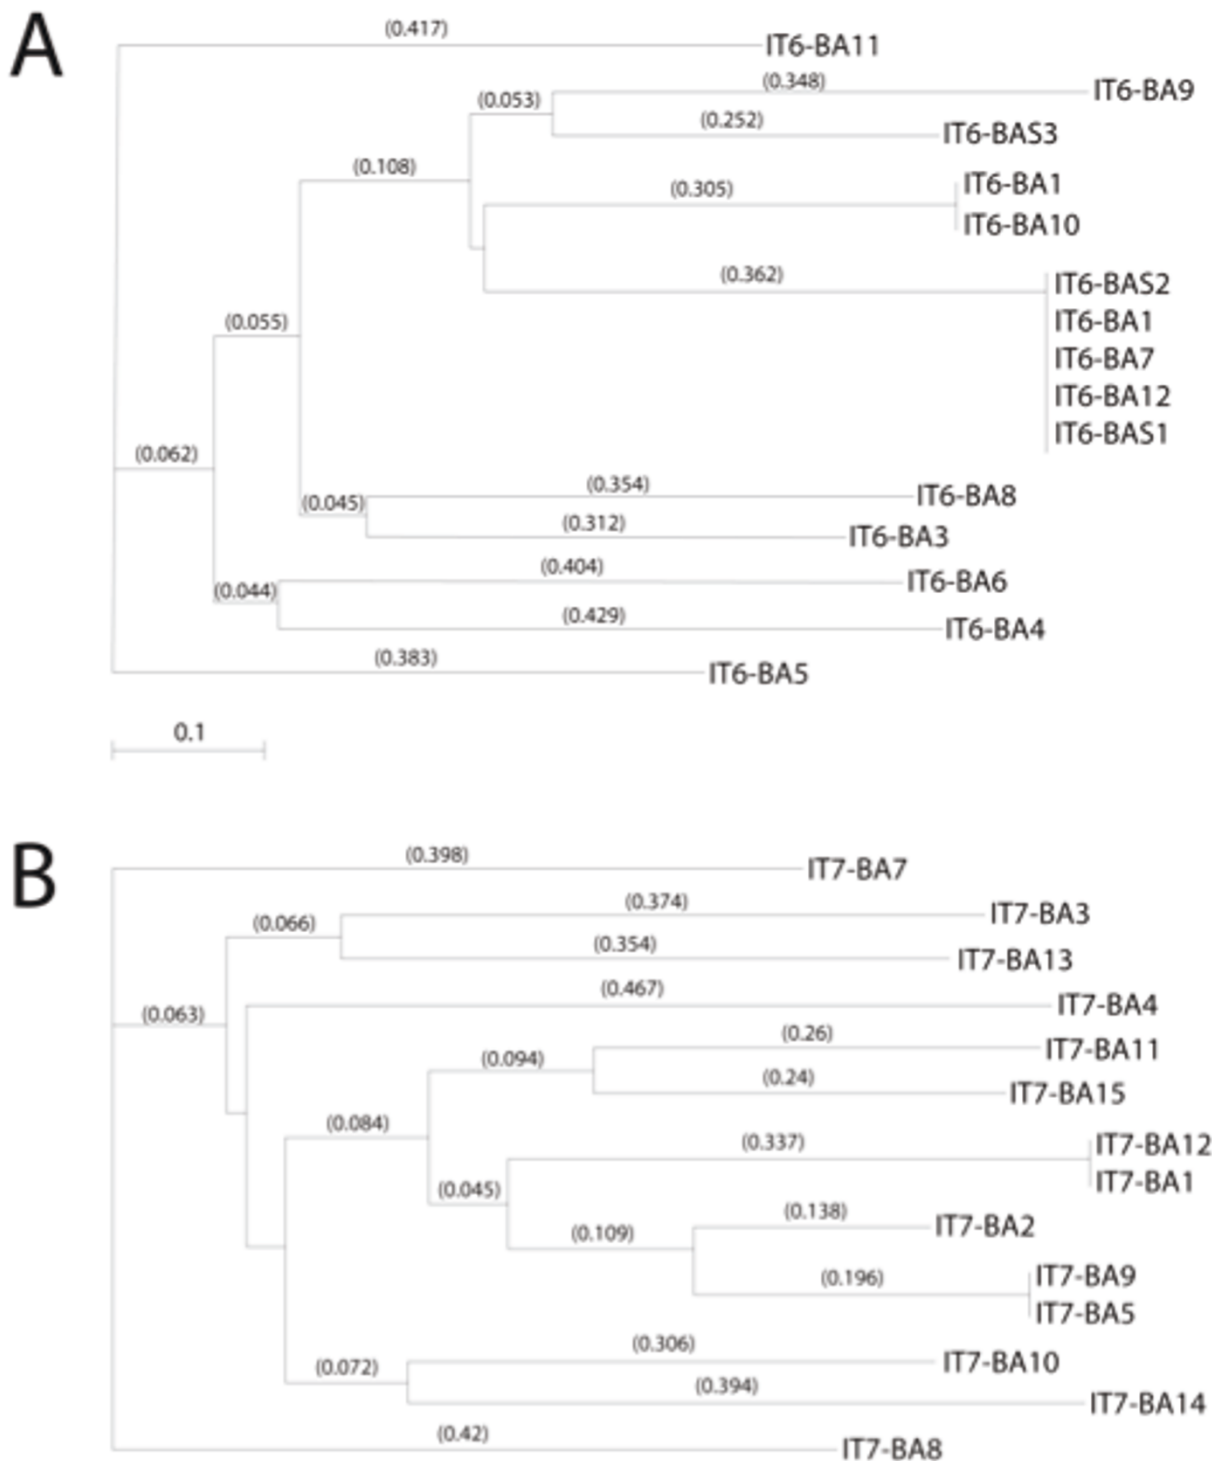 A
(0.417)
IT6-BA11
(0.348)
IT6-BA9
(0.053)
(0.252)
IT6-BAS3
(0.108)
(0.305)
IT6-BA1
IT6-BA10
(0.362)
IT6-BAS2
IT6-BA1
IT6-BA7
IT6-BA12
IT6-BAS1
(0.055)
(0.062)
(0.354)
IT6-BA8
(0.045)
(0.312)
IT6-BA3
(0.404)
IT6-BA6
(0.044)
(0.429)
IT6-BA4
(0.383)
IT6-BA5
0.1
B
(0.398)
IT7-BA7
(0.374)
IT7-BA3
(0.066)
(0.354)
IT7-BA13
(0.467)
IT7-BA4
(0.063)
(0.26)
IT7-BA11
(0.094)
(0.24)
IT7-BA15
(0.084)
(0.337)
IT7-BA12
IT7-BA1
(0.045)
(0.138)
IT7-BA2
(0.109)
(0.196)
IT7-BA9
IT7-BA5
(0.306)
IT7-BA10
(0.072)
(0.394)
IT7-BA14
(0.42)
IT7-BA8